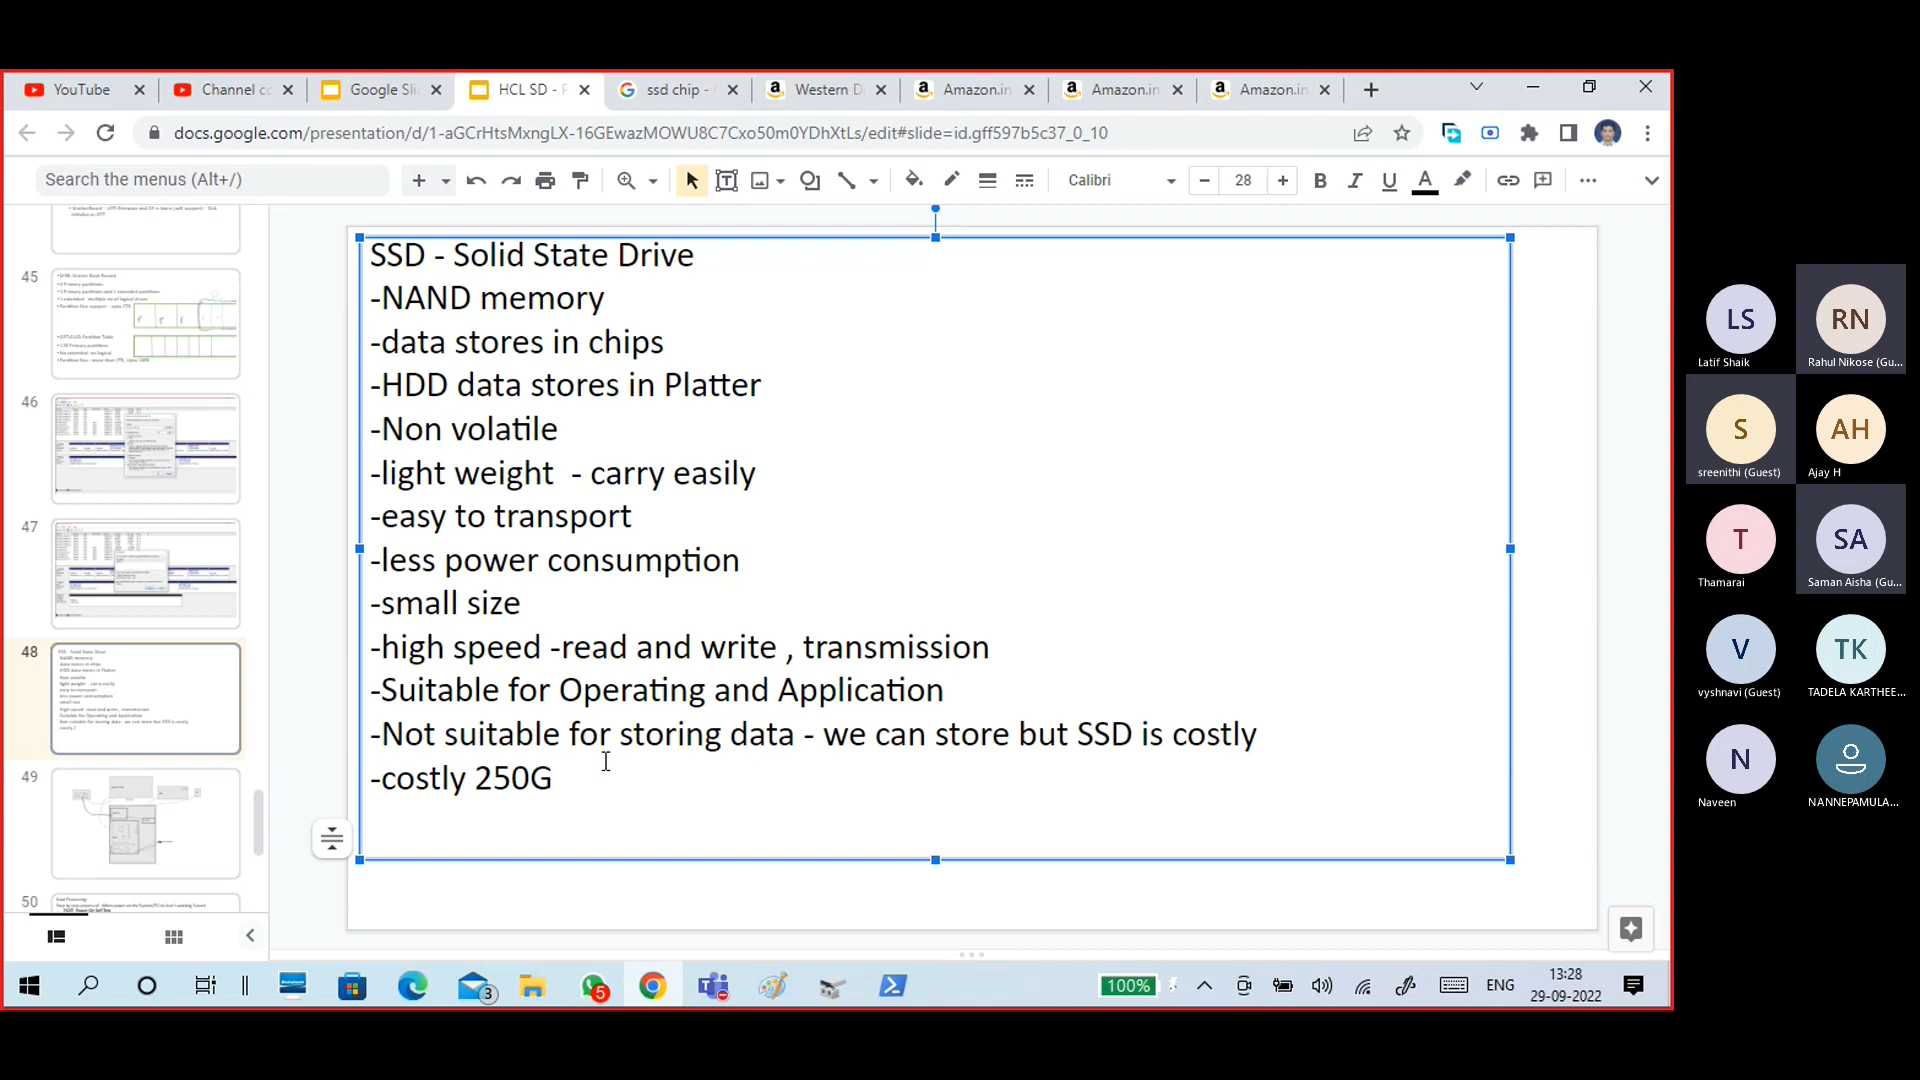 YouTube
Channel co
Google Sli
HCL SD - P
ssd chip -
Western D
Amazon.in
Amazon.in
Amazon.in
docs.google.com/presentation/d/1-aGCrHtsMxngLX-16GEwazMOWU8C7Cxo50m0YDhXtLs/edit#slide=id.gff597b5c37_0_10
Search the menus (Alt+/)
Calibri
28
45
46
47
48
49
50
SSD - Solid State Drive
-NAND memory
-data stores in chips
-HDD data stores in Platter
-Non volatile
-light weight  - carry easily
-easy to transport
-less power consumption
-small size
-high speed -read and write , transmission
-Suitable for Operating and Application
-Not suitable for storing data - we can store but SSD is costly
-costly 250G
LS
Latif Shaik
RN
Rahul Nikose (Gu...
S
sreenithi (Guest)
AH
Ajay H
T
Thamarai
SA
Saman Aisha (Gu...
V
vyshnavi (Guest)
TK
TADELA KARTHEE...
N
Naveen
NANNEPAMULA...
3
5
100%
ENG
13:28
29-09-2022